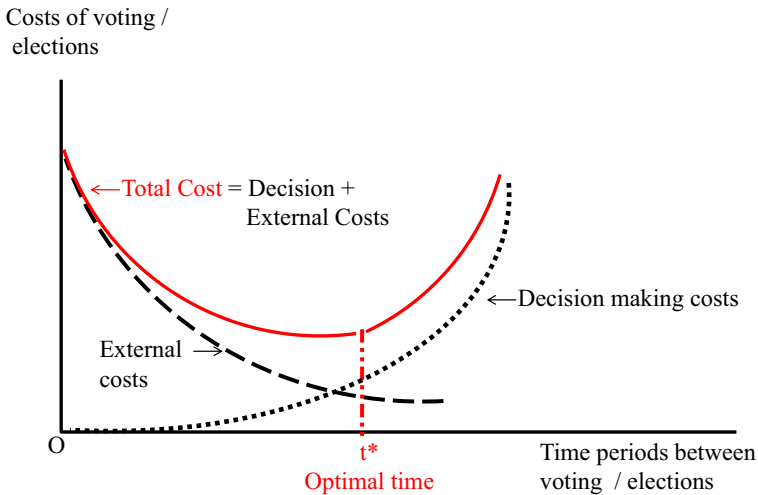 Costs of voting /
elections
Total Cost = Decision +
External Costs
Decision making costs
External
costs
O
t*
Optimal time
Time periods between
voting / elections